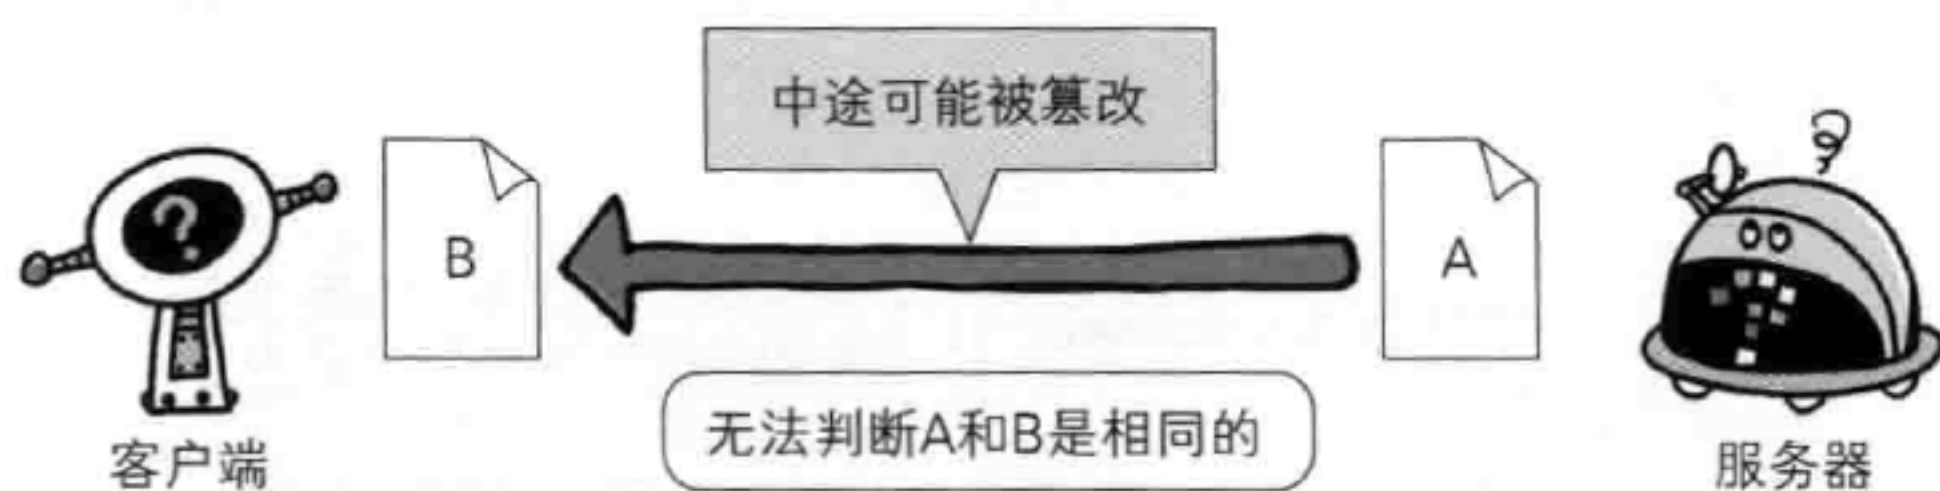 中途可能被篡改
B
A
无法判断A和B是相同的
客户端
服务器